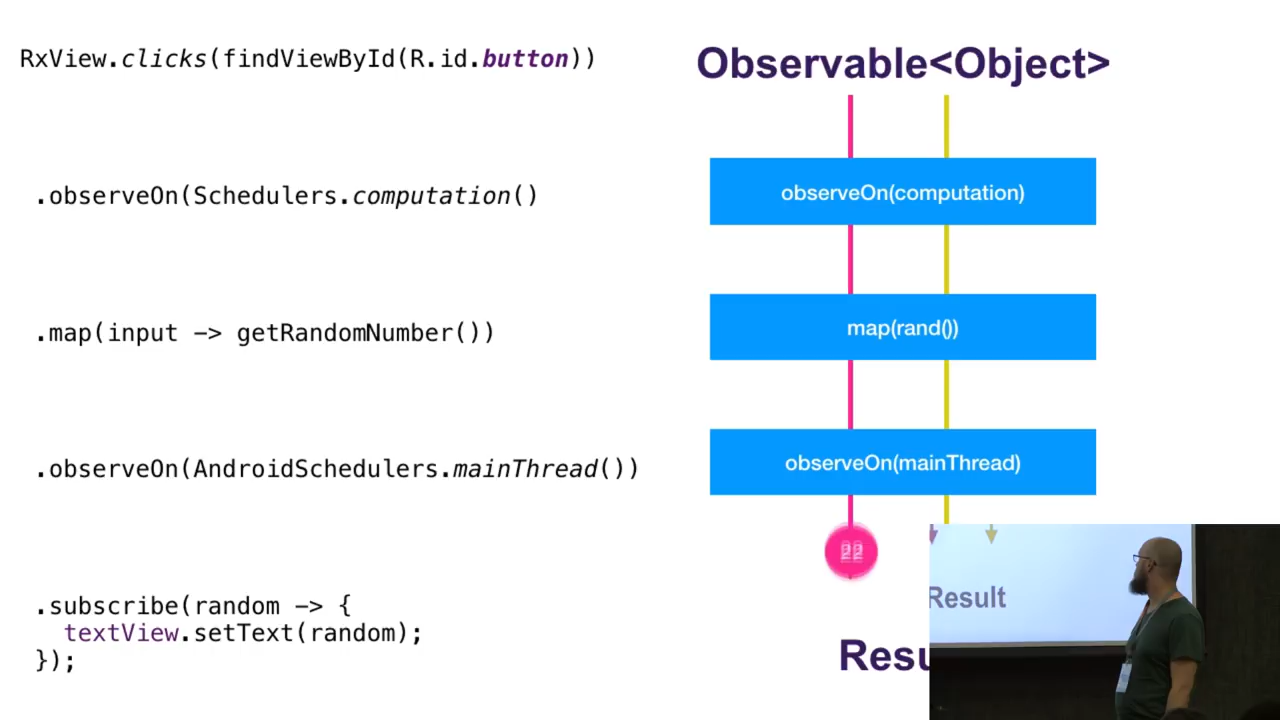 RxView.clicks(findViewById(R.id.button))
Observable<Object>
.observeOn(Schedulers.computation()
observeOn(computation)
.map(input -> getRandomNumber())
map(rand())
.observeOn(AndroidSchedulers.mainThread())
observeOn(mainThread)
22
.subscribe(random -> {
textView.setText(random);
});
Resu
Result